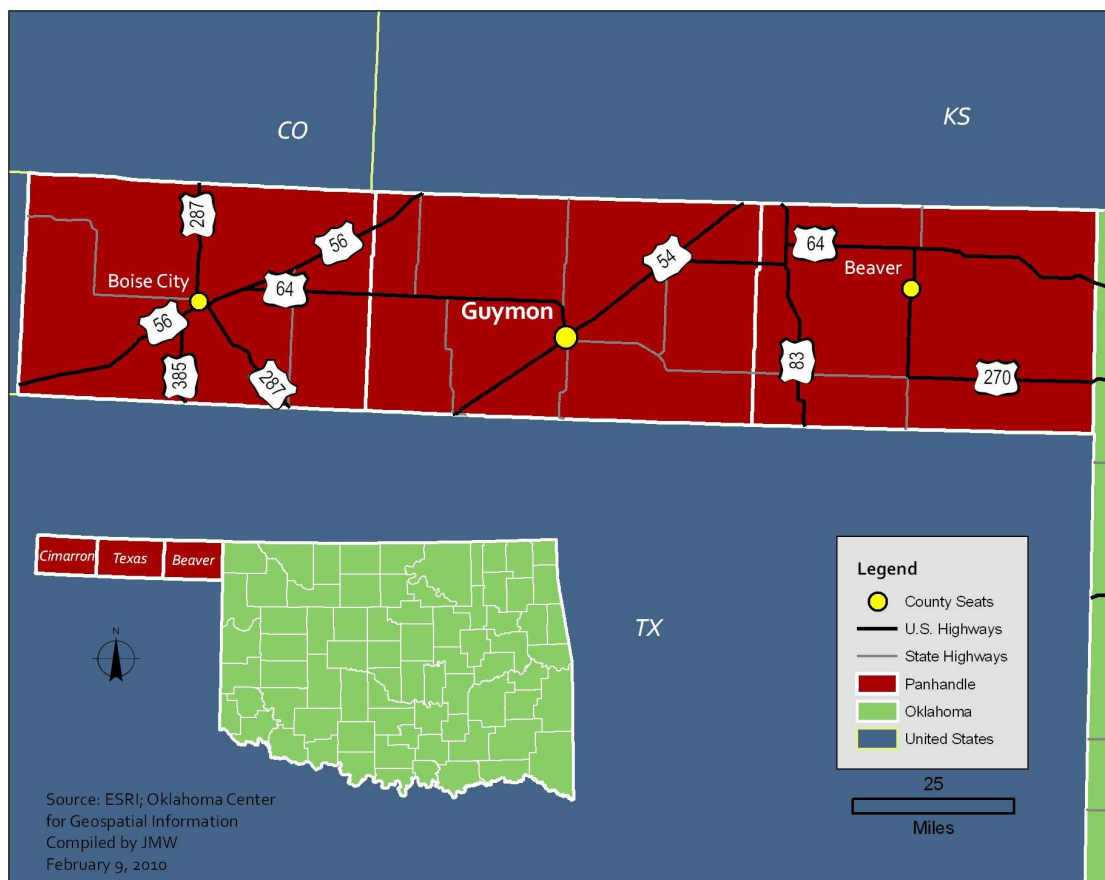 CO
KS
287
56
64
Boise City
64
54
Beaver
Guymon
56
385
287
83
270
Cimarron
Texas
Beaver
N
TX
Legend
County Seats
U.S. Highways
State Highways
Panhandle
Oklahoma
United States
25
Miles
Source: ESRI; Oklahoma Center
for Geospatial Information
Compiled by JMW
February 9, 2010